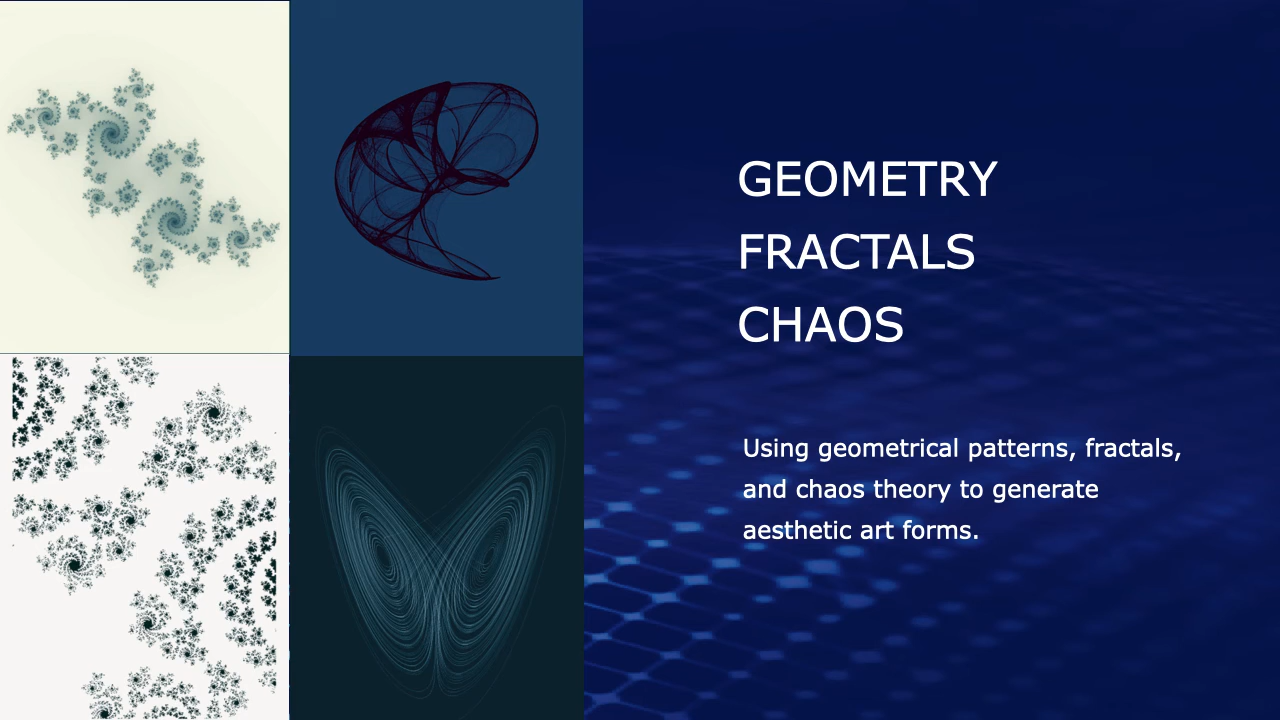 GEOMETRY
FRACTALS
CHAOS
Using geometrical patterns, fractals,
and chaos theory to generate
aesthetic art forms.